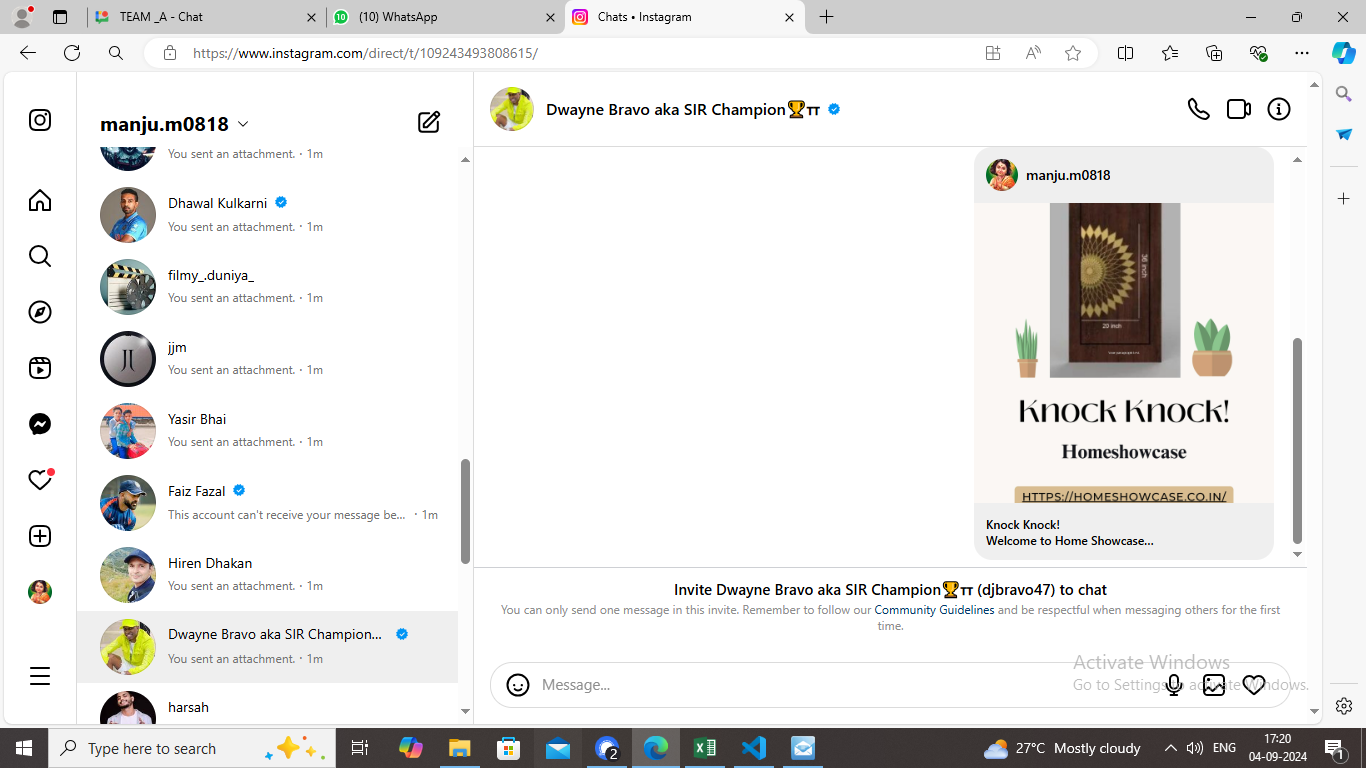 TEAM _A - Chat
(10) WhatsApp
Chats • Instagram
https://www.instagram.com/direct/t/109243493808615/
manju.m0818
You sent an attachment. · 1m
Dhawal Kulkarni
You sent an attachment. · 1m
filmy_.duniya_
You sent an attachment. · 1m
jjm
You sent an attachment. · 1m
Yasir Bhai
You sent an attachment. · 1m
Faiz Fazal
This account can't receive your message be... · 1m
Hiren Dhakan
You sent an attachment. · 1m
Dwayne Bravo aka SIR Champion...
You sent an attachment. · 1m
harsah
Dwayne Bravo aka SIR Champion🏆ππ
manju.m0818
36 inch
20 inch
Knock Knock!
Homeshowcase
HTTPS://HOMESHOWCASE.CO.IN/
Knock Knock!
Welcome to Home Showcase...
Invite Dwayne Bravo aka SIR Champion🏆ππ (djbravo47) to chat
You can only send one message in this invite. Remember to follow our Community Guidelines and be respectful when messaging others for the first
time.
Message...
Activate Windows
Go to Settings to activate Windows.
Type here to search
27°C Mostly cloudy
ENG
17:20
04-09-2024
1